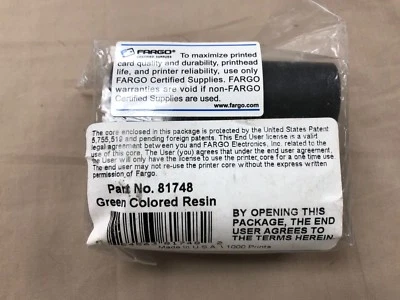 FARGO®
CERTIFIED SUPPLIES
To maximize printed
card quality and durability, printhead
life, and printer reliability, use only
FARGO Certified Supplies. FARGO
warranties are void if non-FARGO
Certified Supplies are used.
www.fargo.com
The core enclosed in this package is protected by the United States Patent
5,755,519 and pending foreign patents. This End User license is a valid
legal agreement between you and FARGO Electronics, Inc. related to
use of this core. The User (you) agrees that under the end user agreement,
the User will only have the license to use the printer core for a one time use.
The end user may not re-use the printer core without the express written
permission of Fargo.
Part No. 81748
Green Colored Resin
BY OPENING THIS
PACKAGE, THE END
USER AGREES TO
THE TERMS HEREIN.
Made in U.S.A. 1000 Prints